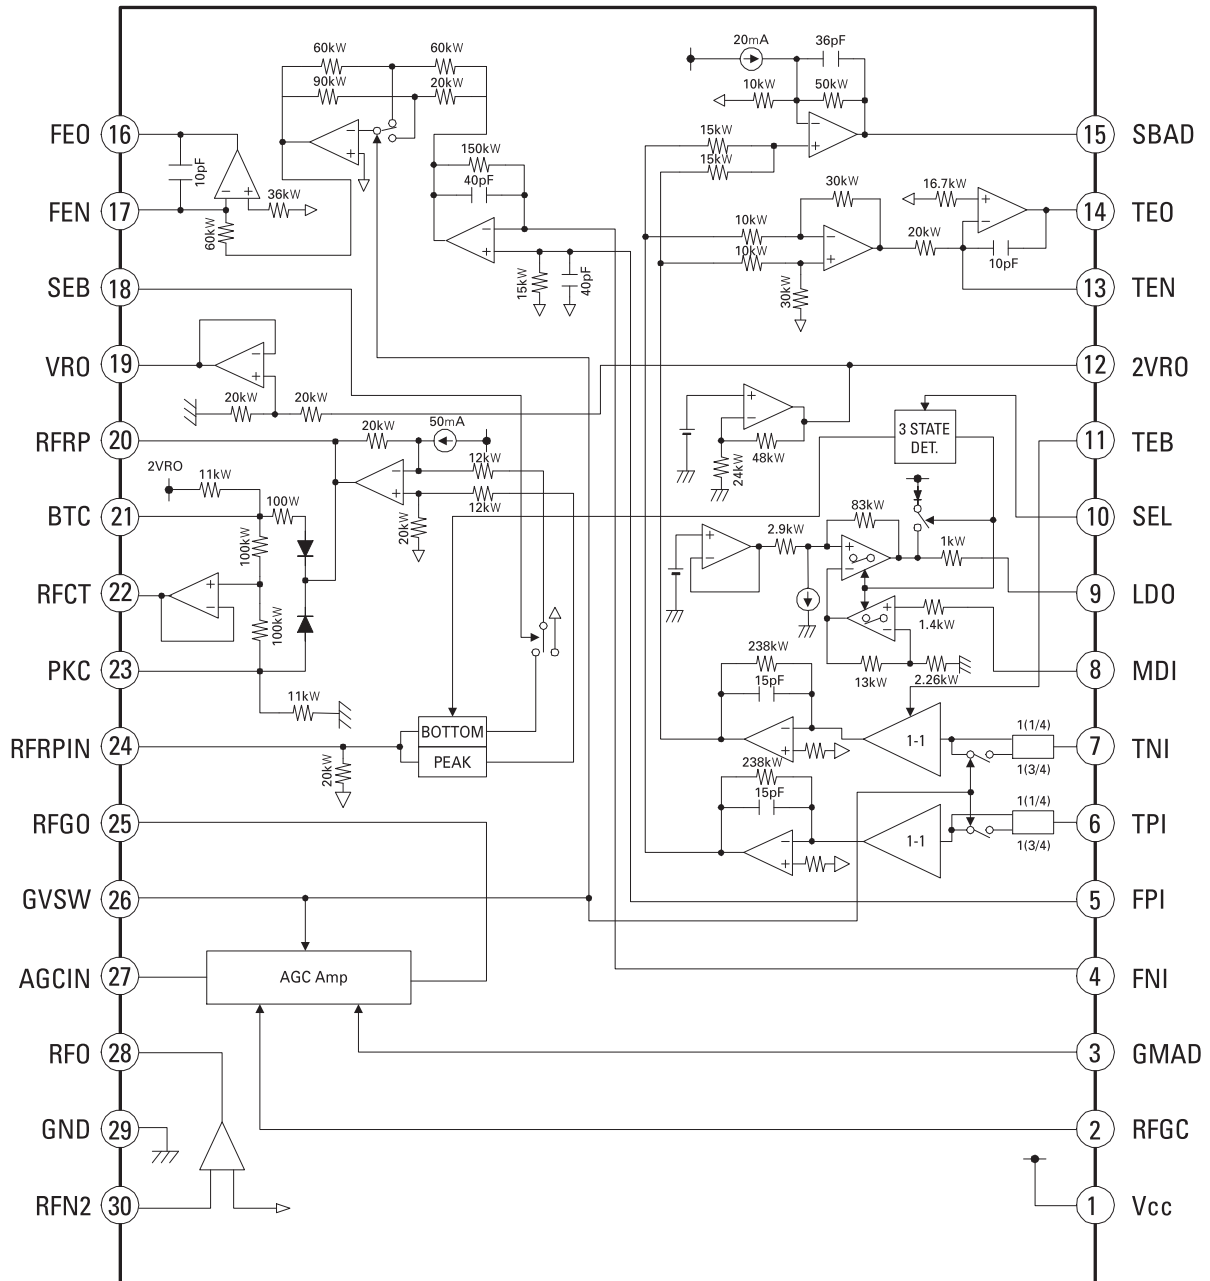 60kW
60kW
90kW
20kW
20mA
36pF
10kW
50kW
FEO 16
10pF
150kW
40pF
15kW
15kW
15 SBAD
FEN 17
36kW
60kW
30kW
16.7kW
14 TEO
10kW
10kW
20kW
10pF
15kW
40pF
30kW
SEB 18
13 TEN
VRO 19
12 2VRO
20kW
20kW
RFRP 20
20kW
50mA
48kW
24kW
3 STATE
DET.
11 TEB
2VRO
11kW
12kW
12kW
BTC 21
100W
20kW
100kW
83kW
10 SEL
2.9kW
1kW
RFCT 22
9 LDO
100kW
1.4kW
PKC 23
238kW
15pF
13kW
2.26kW
8 MDI
11kW
BOTTOM
PEAK
RFRPIN 24
20kW
1-1
1(1/4)
1(3/4)
7 TNI
238kW
15pF
RFGO 25
1-1
1(1/4)
1(3/4)
6 TPI
GVSW 26
5 FPI
AGCIN 27
AGC Amp
4 FNI
RFO 28
3 GMAD
GND 29
2 RFGC
RFN2 30
1 Vcc